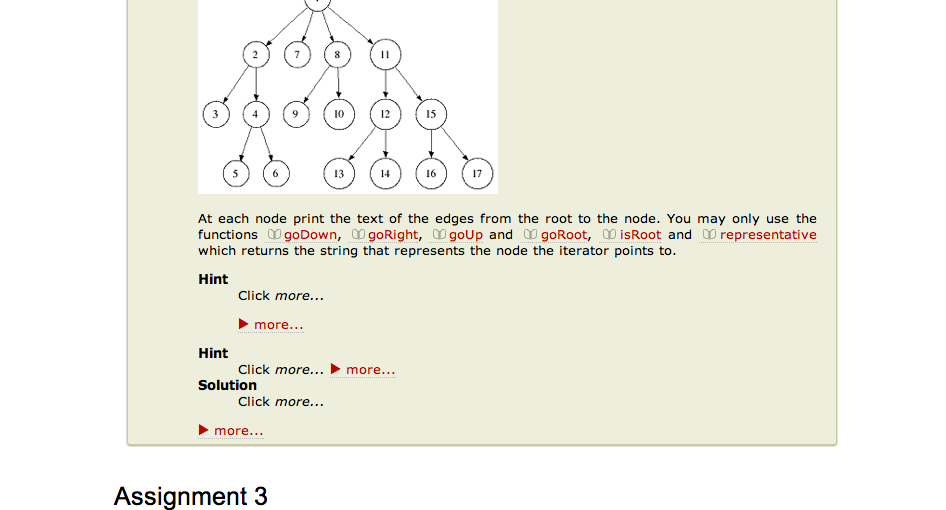 2 7 8 11
3 4 9 10 12 15
5 6 13 14 16 17
At each node print the text of the edges from the root to the node. You may only use the
functions goDown, goRight, goUp and goRoot, isRoot and representative
which returns the string that represents the node the iterator points to.
Hint
Click more...
more...
Hint
Click more... more...
Solution
Click more...
more...
Assignment 3